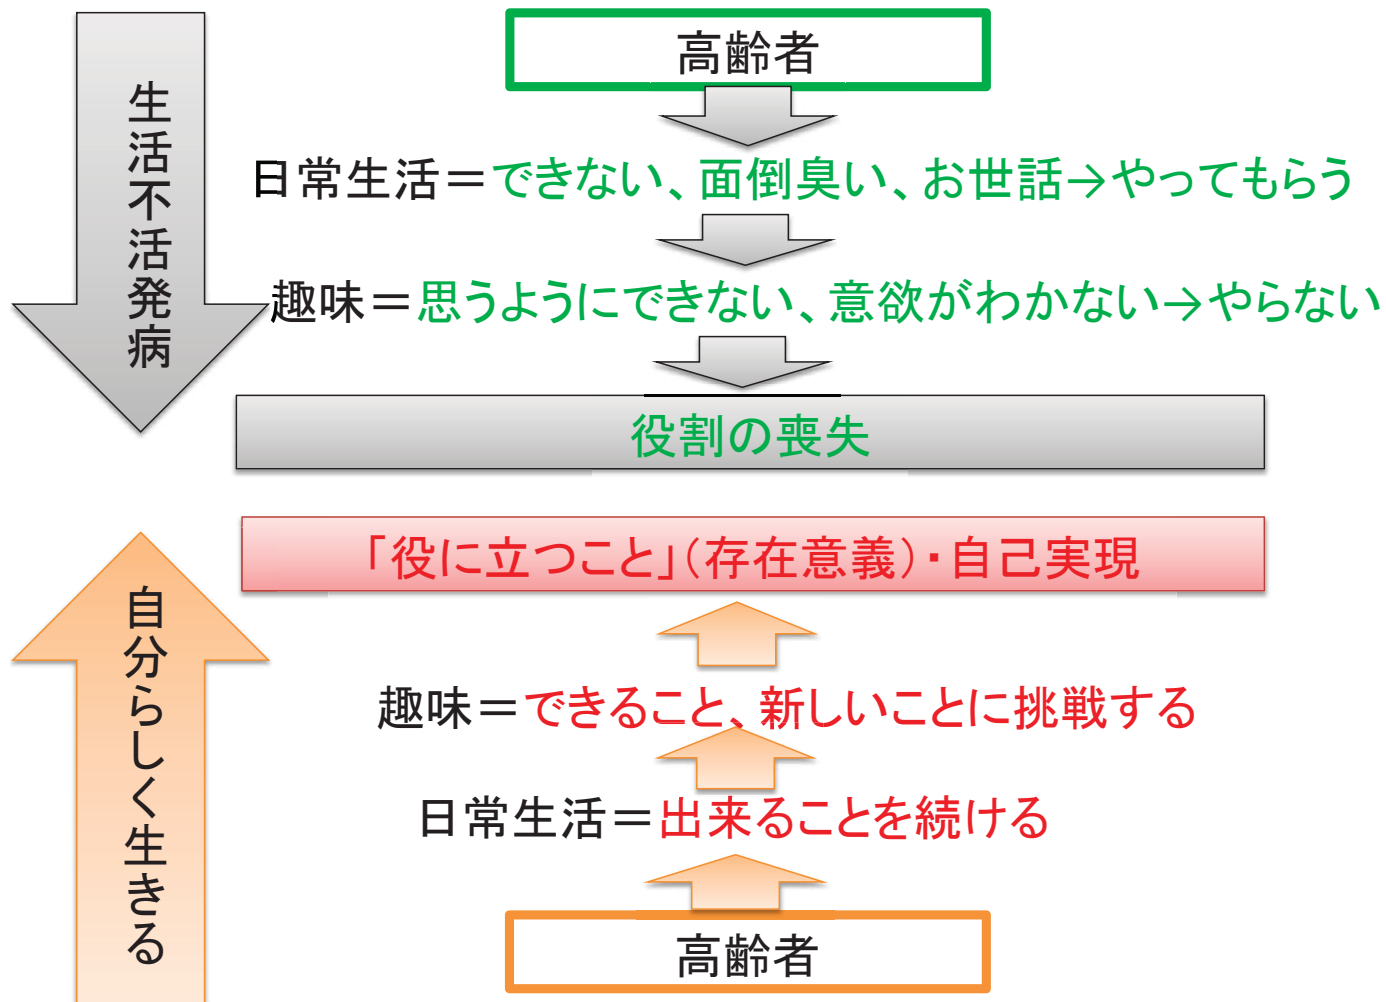 高齢者
生活不活発病
日常生活＝できない、面倒臭い、お世話→やってもらう
趣味＝思うようにできない、意欲がわかない→やらない
役割の喪失
「役に立つこと」（存在意義）・自己実現
自分らしく生きる
趣味＝できること、新しいことに挑戦する
日常生活＝出来ることを続ける
高齢者